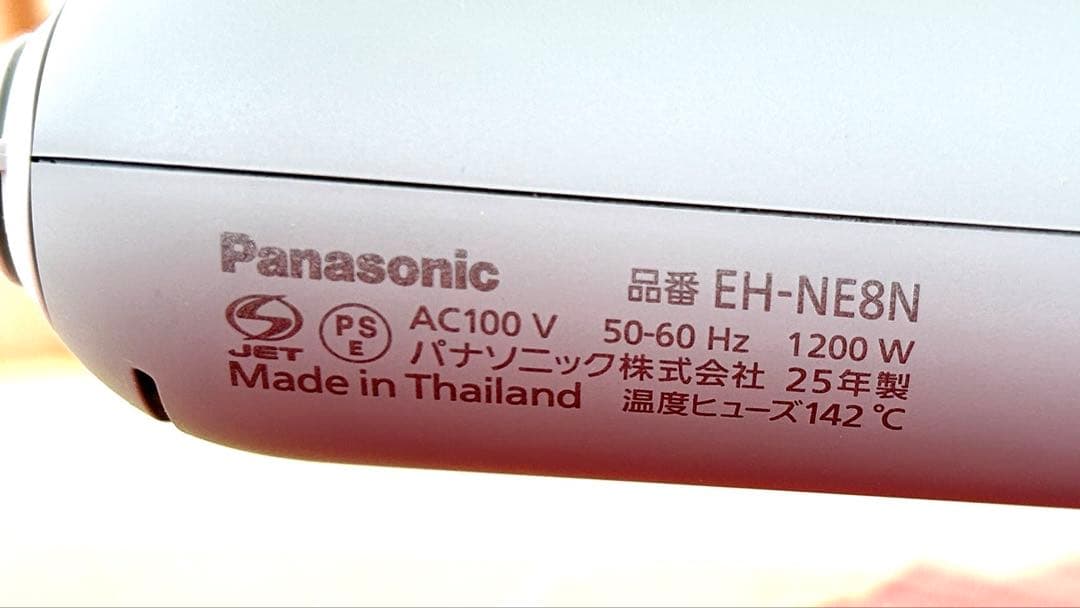 Panasonic 品番 EH-NE8N
JET PS E AC100 V 50-60 Hz 1200 W
パナソニック株式会社 25年製
Made in Thailand 温度ヒューズ142 ℃